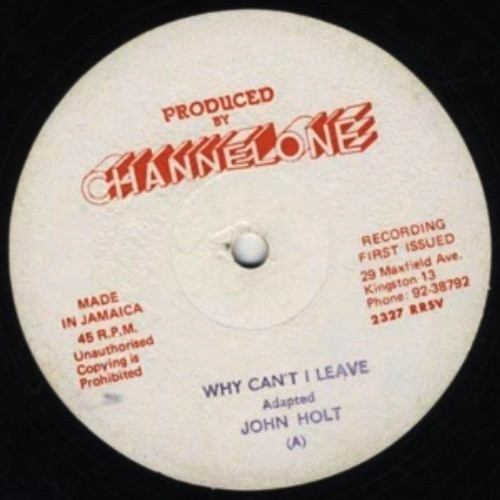 PRODUCED
BY
CHANNEL ONE
MADE
IN JAMAICA
45 R.P.M.
Unauthorised
Copying is
Prohibited
RECORDING
FIRST ISSUED
29 Maxfield Ave.
Kingston 13
Phone: 92-38792
2327 RR5V
WHY CAN'T I LEAVE
Adapted
JOHN HOLT
(A)